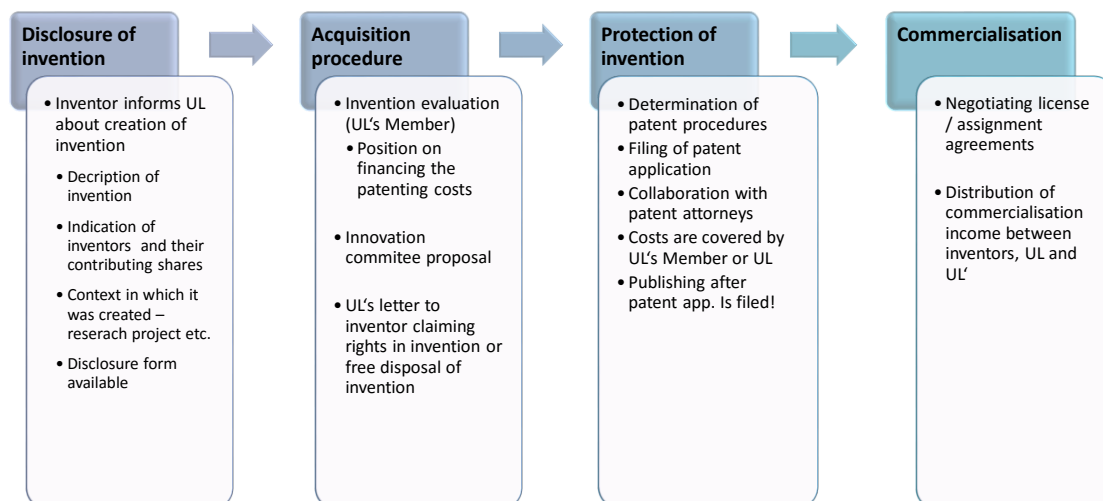 Disclosure of
invention
• Inventor informs UL
about creation of
invention
• Decription of
invention
• Indication of
inventors and their
contributing shares
• Context in which it
was created –
reserach project etc.
• Disclosure form
available
Acquisition
procedure
• Invention evaluation
(UL's Member)
• Position on
financing the
patenting costs
• Innovation
commitee proposal
• UL's letter to
inventor claiming
rights in invention or
free disposal of
invention
Protection of
invention
• Determination of
patent procedures
• Filing of patent
application
• Collaboration with
patent attorneys
• Costs are covered by
UL's Member or UL
• Publishing after
patent app. Is filed!
Commercialisation
• Negotiating license
/ assignment
agreements
• Distribution of
commercialisation
income between
inventors, UL and
UL'